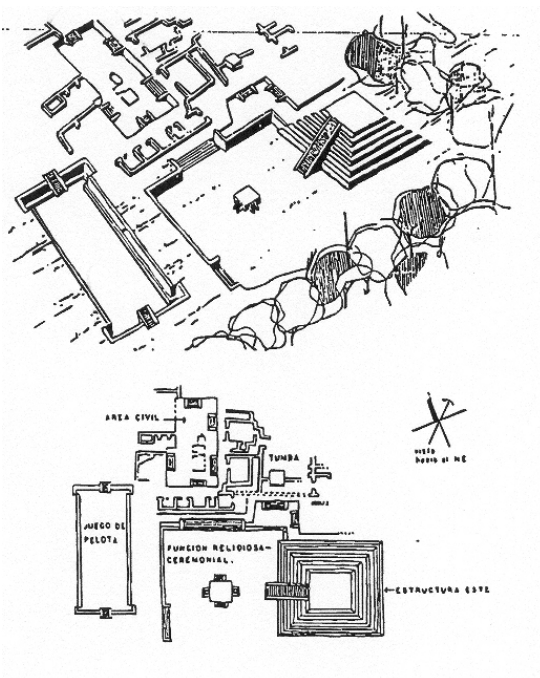 AREA CIVIL
TUMBA
JUEGO DE
PELOTA
FUNCION RELIGIOSA-
CEREMONIAL.
ESTRUCTURA ESTE